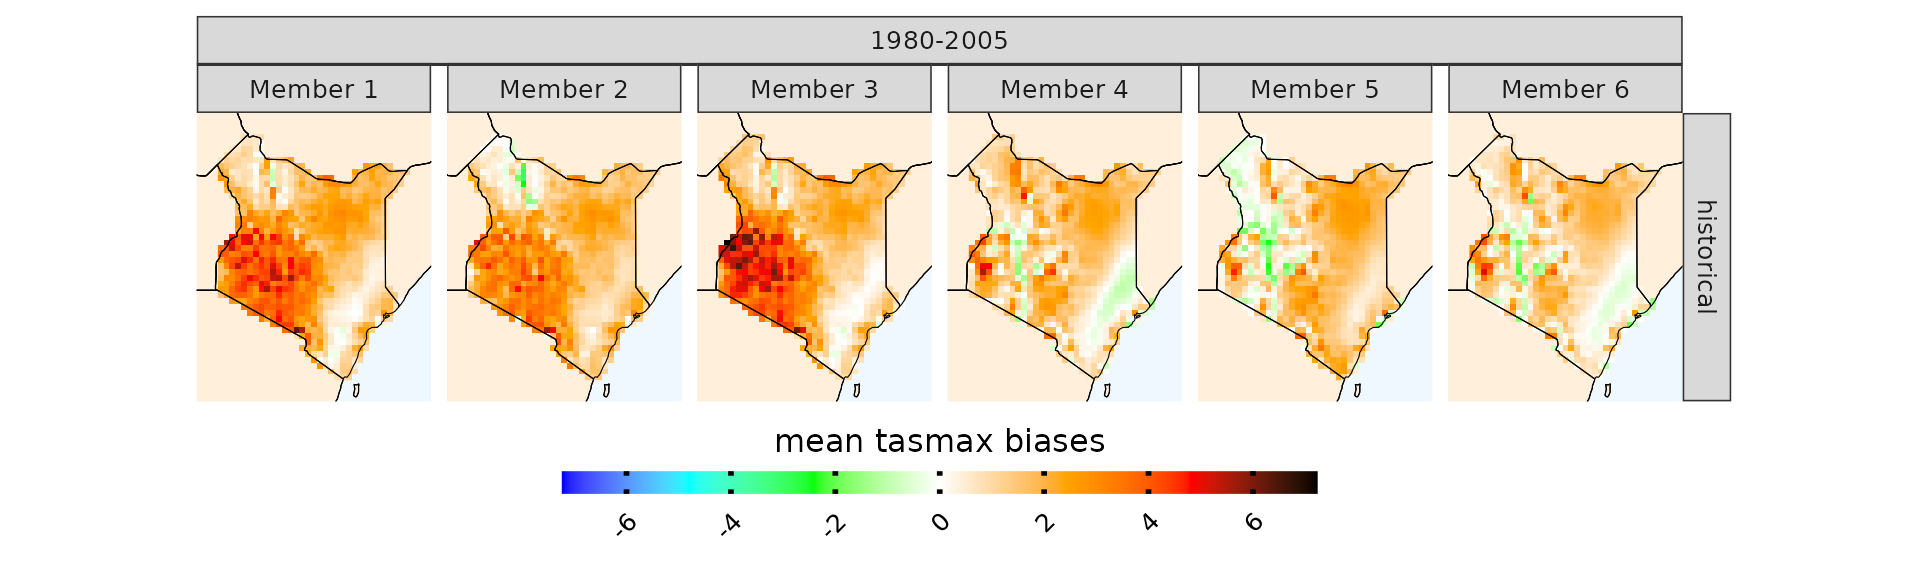 1980-2005
Member 1
Member 2
Member 3
Member 4
Member 5
Member 6
historical
mean tasmax biases
-6
-4
-2
0
2
4
6